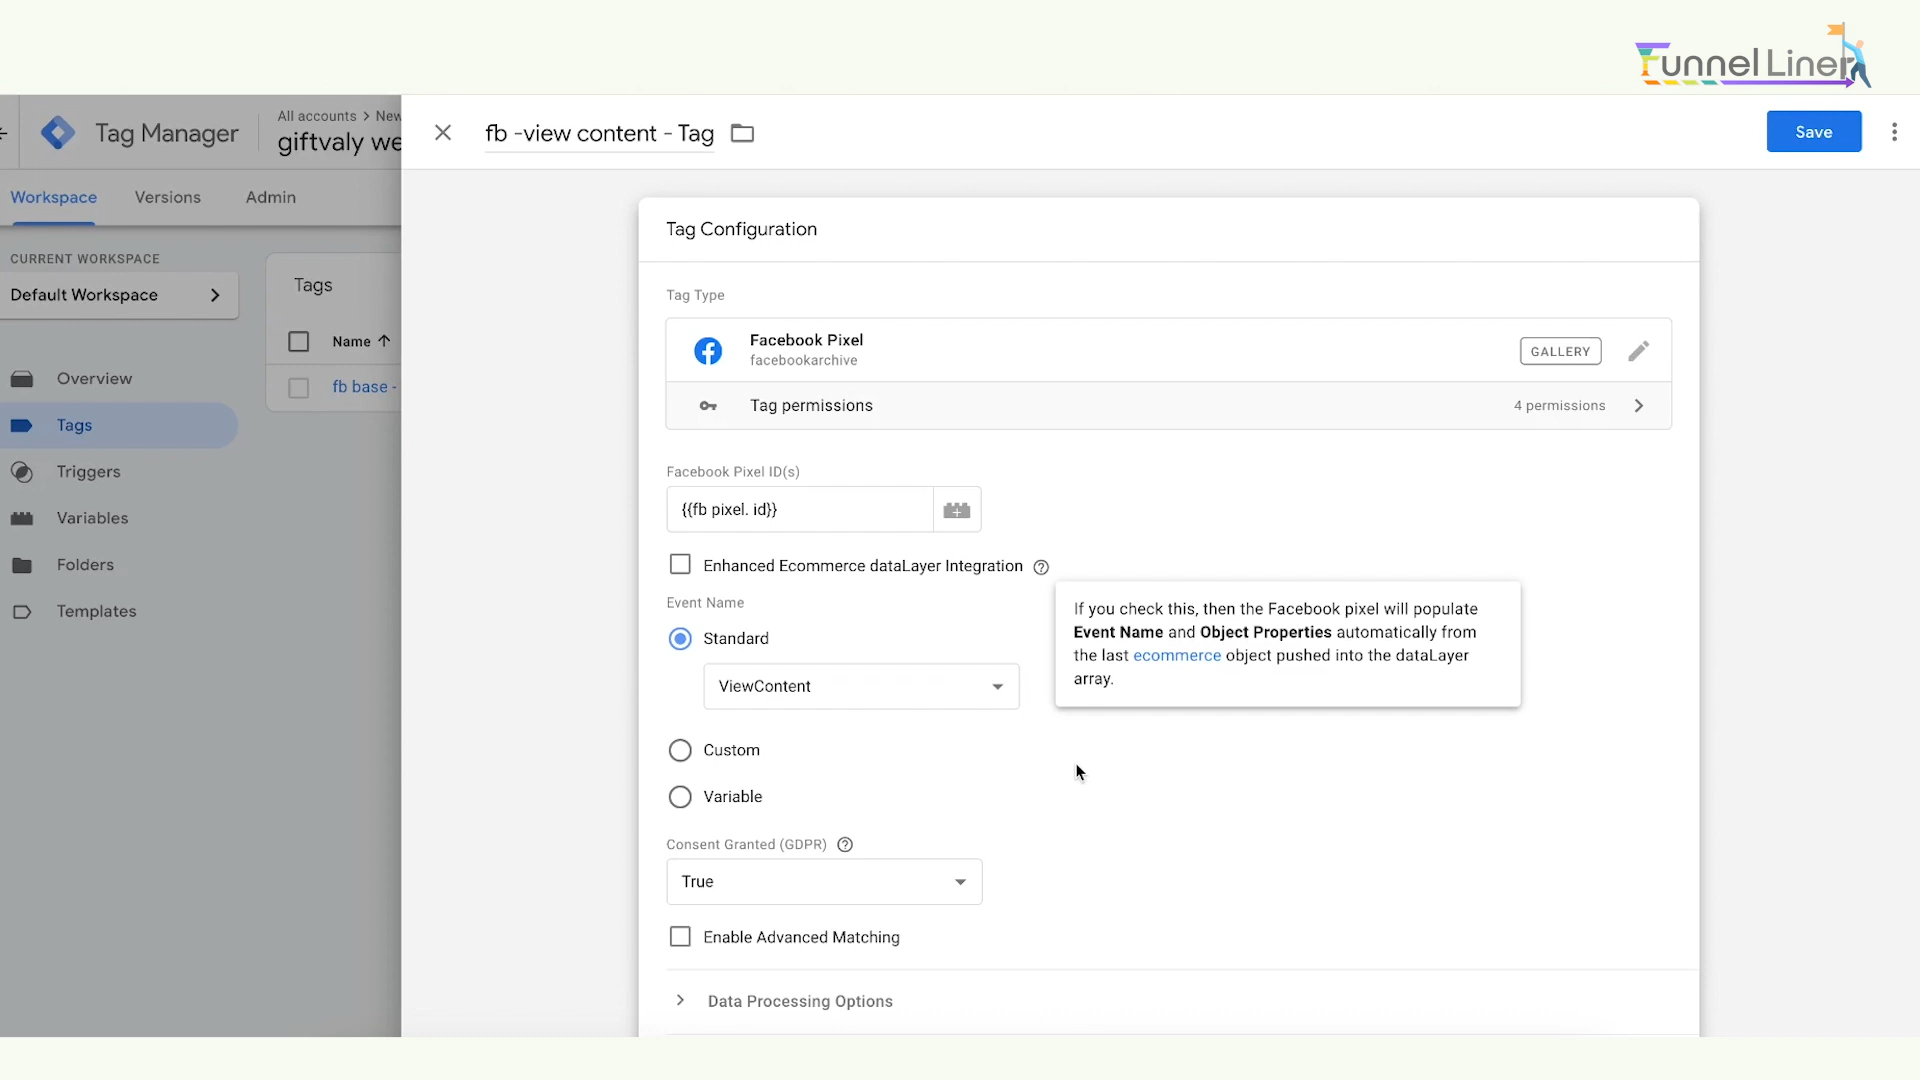 Funnel Liner
Tag Manager
All accounts > New
giftvaly we
fb -view content - Tag
Save
Workspace
Versions
Admin
CURRENT WORKSPACE
Default Workspace
Overview
Tags
Triggers
Variables
Folders
Templates
Tags
Name
fb base -
Tag Configuration
Tag Type
Facebook Pixel
facebookarchive
GALLERY
Tag permissions
4 permissions
Facebook Pixel ID(s)
{{fb pixel. id}}
Enhanced Ecommerce dataLayer Integration
If you check this, then the Facebook pixel will populate
Event Name and Object Properties automatically from
the last ecommerce object pushed into the dataLayer
array.
Event Name
Standard
ViewContent
Custom
Variable
Consent Granted (GDPR)
True
Enable Advanced Matching
Data Processing Options